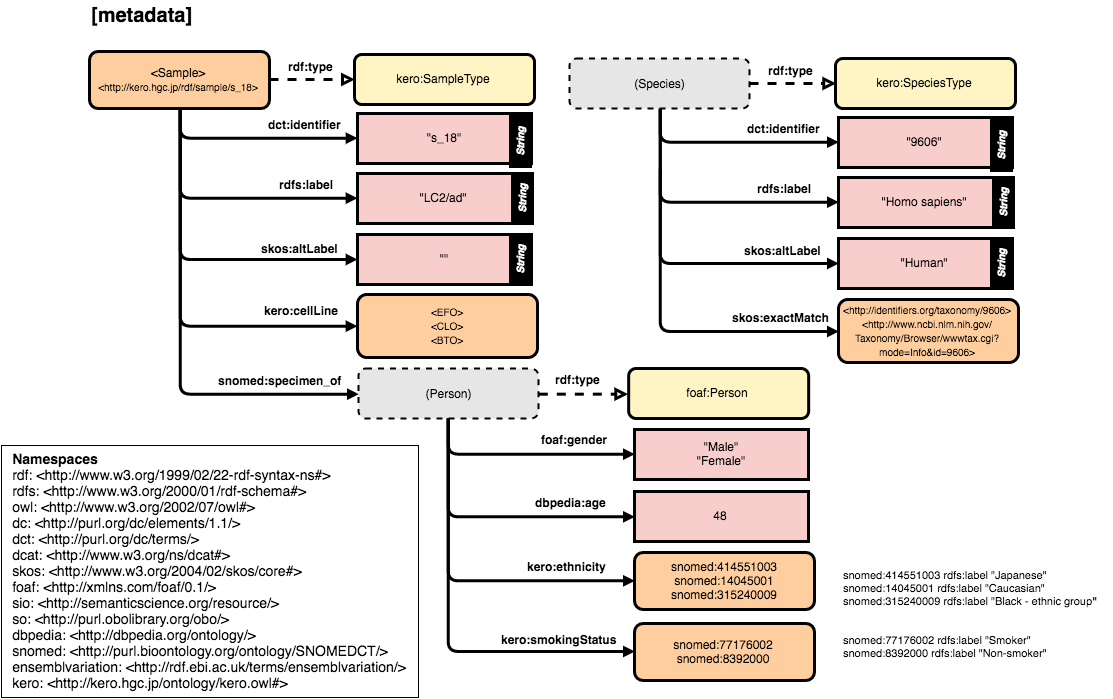 [metadata]
<Sample>
<http://kero.hgc.jp/rdf/sample/s_18>
rdf:type
kero:SampleType
dct:identifier
"s_18"
String
rdfs:label
"LC2/ad"
String
skos:altLabel
""
String
kero:cellLine
<EFO>
<CLO>
<BTO>
snomed:specimen_of
(Person)
rdf:type
foaf:Person
foaf:gender
"Male"
"Female"
dbpedia:age
48
kero:ethnicity
snomed:414551003
snomed:14045001
snomed:315240009
snomed:414551003 rdfs:label "Japanese"
snomed:14045001 rdfs:label "Caucasian"
snomed:315240009 rdfs:label "Black - ethnic group"
kero:smokingStatus
snomed:77176002
snomed:8392000
snomed:77176002 rdfs:label "Smoker"
snomed:8392000 rdfs:label "Non-smoker"
(Species)
rdf:type
kero:SpeciesType
dct:identifier
"9606"
String
rdfs:label
"Homo sapiens"
String
skos:altLabel
"Human"
String
skos:exactMatch
<http://identifiers.org/taxonomy/9606>
<http://www.ncbi.nlm.nih.gov/
Taxonomy/Browser/wwwtax.cgi?
mode=Info&id=9606>
Namespaces
rdf: <http://www.w3.org/1999/02/22-rdf-syntax-ns#>
rdfs: <http://www.w3.org/2000/01/rdf-schema#>
owl: <http://www.w3.org/2002/07/owl#>
dc: <http://purl.org/dc/elements/1.1/>
dct: <http://purl.org/dc/terms/>
dcat: <http://www.w3.org/ns/dcat#>
skos: <http://www.w3.org/2004/02/skos/core#>
foaf: <http://xmlns.com/foaf/0.1/>
sio: <http://semanticscience.org/resource/>
so: <http://purl.obolibrary.org/obo/>
dbpedia: <http://dbpedia.org/ontology/>
snomed: <http://purl.bioontology.org/ontology/SNOMEDCT/>
ensemblvariation: <http://rdf.ebi.ac.uk/terms/ensemblvariation/>
kero: <http://kero.hgc.jp/ontology/kero.owl#>